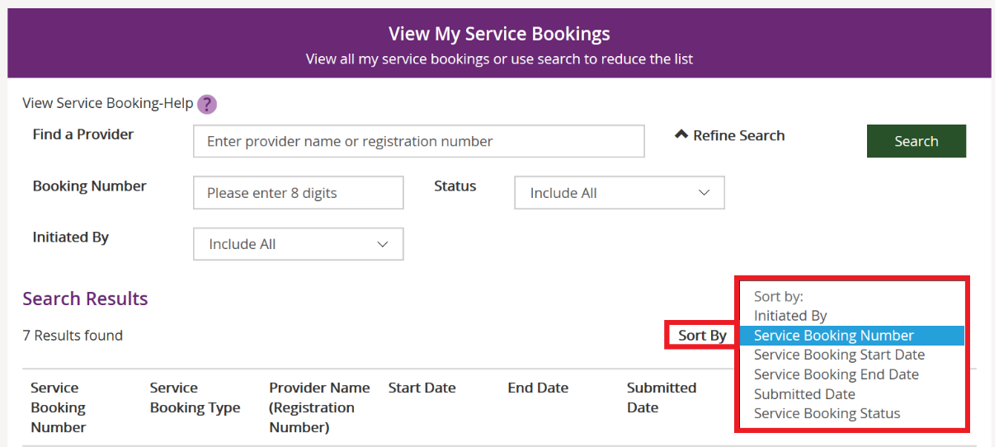 View My Service Bookings
View all my service bookings or use search to reduce the list
View Service Booking-Help ?
Find a Provider
Enter provider name or registration number
Refine Search
Search
Booking Number
Please enter 8 digits
Status
Include All
Initiated By
Include All
Search Results
7 Results found
Sort By
Sort by:
Initiated By
Service Booking Number
Service Booking Start Date
Service Booking End Date
Submitted Date
Service Booking Status
Service
Booking
Number
Service
Booking Type
Provider Name
(Registration
Number)
Start Date
End Date
Submitted
Date